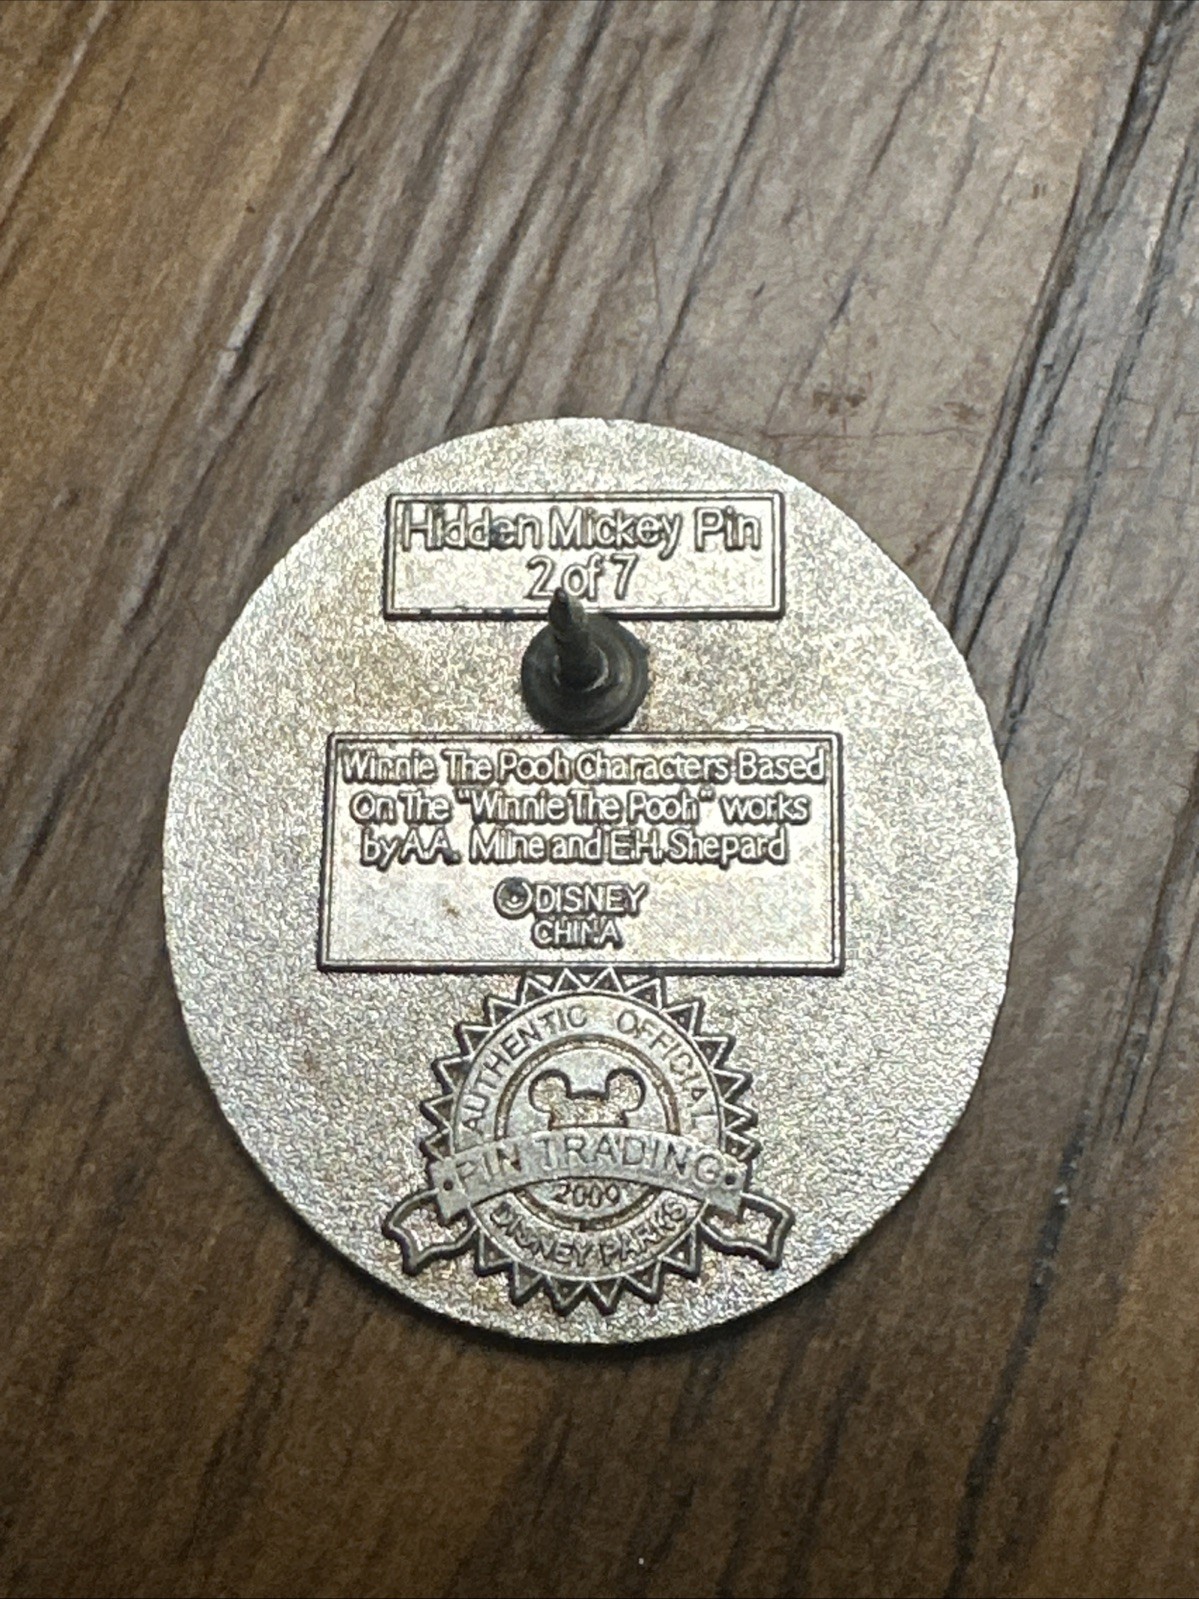 Hidden Mickey Pin
2 of 7
Winnie The Pooh Characters Based
On The "Winnie The Pooh" works
by A.A. Milne and E.H. Shepard
©DISNEY
CHINA
AUTHENTIC OFFICIAL
•PIN TRADING•
2009
DISNEY PARKS